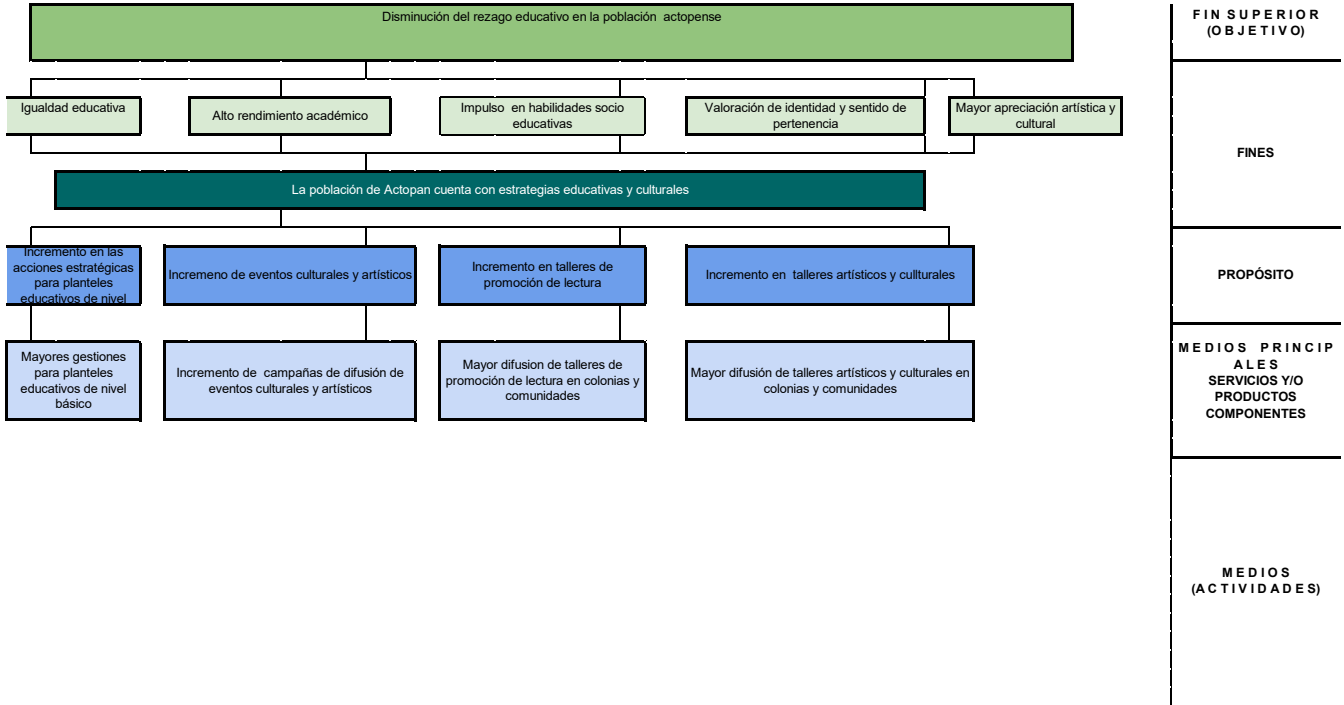 Disminución del rezago educativo en la población actopense
FIN SUPERIOR
(OBJETIVO)
Igualdad educativa
Alto rendimiento académico
Impulso en habilidades socio
educativas
Valoración de identidad y sentido de
pertenencia
Mayor apreciación artística y
cultural
FINES
La población de Actopan cuenta con estrategias educativas y culturales
Incremento en las
acciones estratégicas
para planteles
educativos de nivel
Incremeno de eventos culturales y artísticos
Incremento en talleres de
promoción de lectura
Incremento en talleres artísticos y cullturales
PROPÓSITO
Mayores gestiones
para planteles
educativos de nivel
básico
Incremento de campañas de difusión de
eventos culturales y artísticos
Mayor difusion de talleres de
promoción de lectura en colonias y
comunidades
Mayor difusión de talleres artísticos y culturales en
colonias y comunidades
MEDIOS PRINCIP
ALES
SERVICIOS Y/O
PRODUCTOS
COMPONENTES
MEDIOS
(ACTIVIDADES)